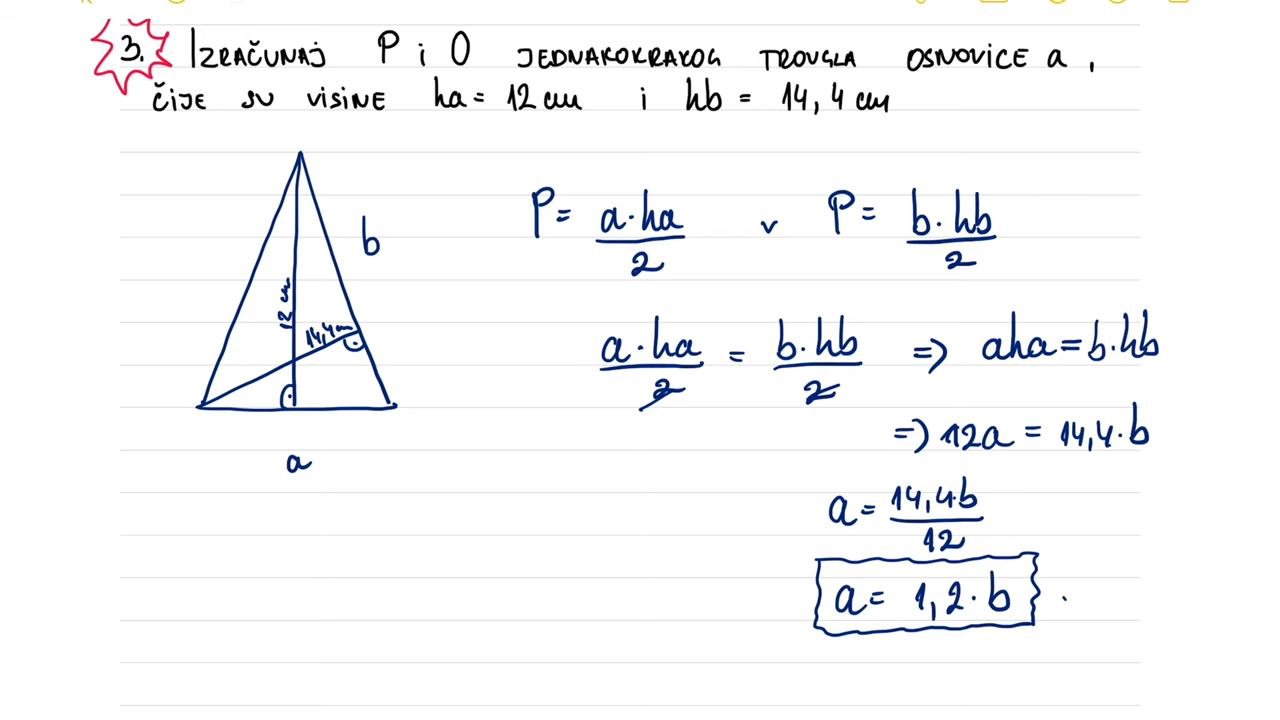 3. IZRAČUNAJ P i O JEDNAKOKRAKOG TROUGLA OSNOVICE a,
ČIJE SU VISINE ha = 12 cm i hb = 14,4 cm
b
12 cm
14,4 cm
a
P = a·ha/2 v P = b·hb/2
a·ha/2 = b·hb/2 => aha = b·hb
=> 12a = 14,4·b
a = 14,4b/12
a = 1,2·b